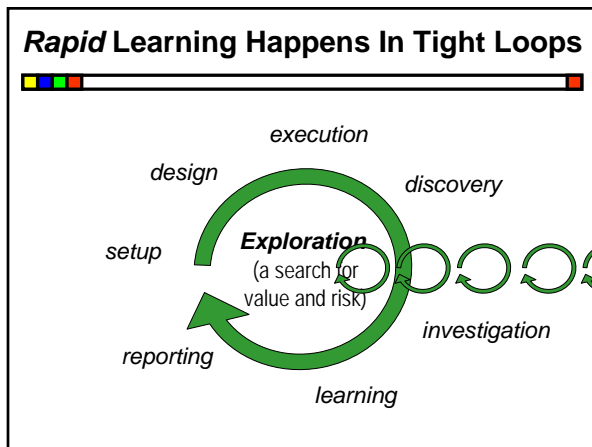 Rapid Learning Happens In Tight Loops
execution
design
discovery
setup
Exploration
(a search for
value and risk)
investigation
reporting
learning